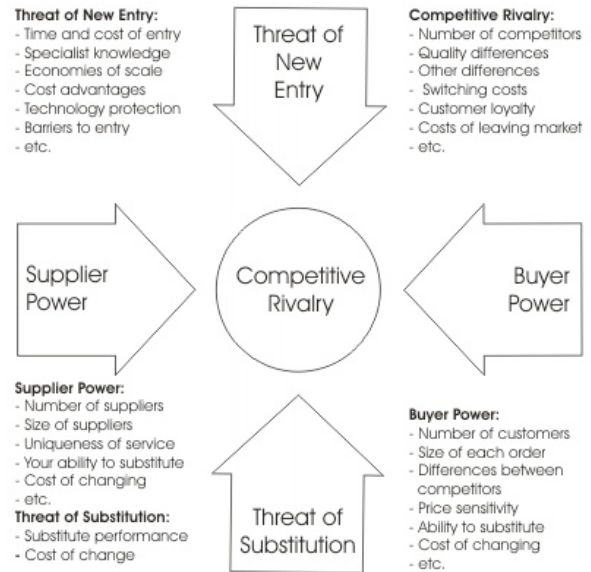 Threat of New Entry:
- Time and cost of entry
- Specialist knowledge
- Economies of scale
- Cost advantages
- Technology protection
- Barriers to entry
- etc.
Threat of
New
Entry
Competitive Rivalry:
- Number of competitors
- Quality differences
- Other differences
- Switching costs
- Customer loyalty
- Costs of leaving market
- etc.
Supplier
Power
Competitive
Rivalry
Buyer
Power
Supplier Power:
- Number of suppliers
- Size of suppliers
- Uniqueness of service
- Your ability to substitute
- Cost of changing
- etc.
Threat of Substitution:
- Substitute performance
- Cost of change
Threat of
Substitution
Buyer Power:
- Number of customers
- Size of each order
- Differences between
competitors
- Price sensitivity
- Ability to substitute
- Cost of changing
- etc.